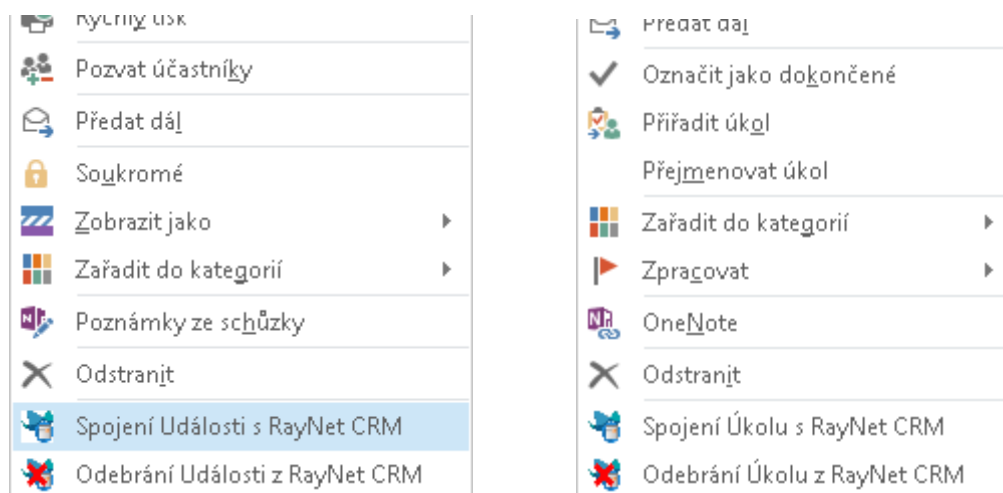 Rychlý tisk
Pozvat účastníky
Předat dál
Soukromé
Zobrazit jako
Zařadit do kategorií
Poznámky ze schůzky
Odstranit
Spojení Události s RayNet CRM
Odebrání Události z RayNet CRM
Předat dál
Označit jako dokončené
Přiřadit úkol
Přejmenovat úkol
Zařadit do kategorií
Zpracovat
OneNote
Odstranit
Spojení Úkolu s RayNet CRM
Odebrání Úkolu z RayNet CRM